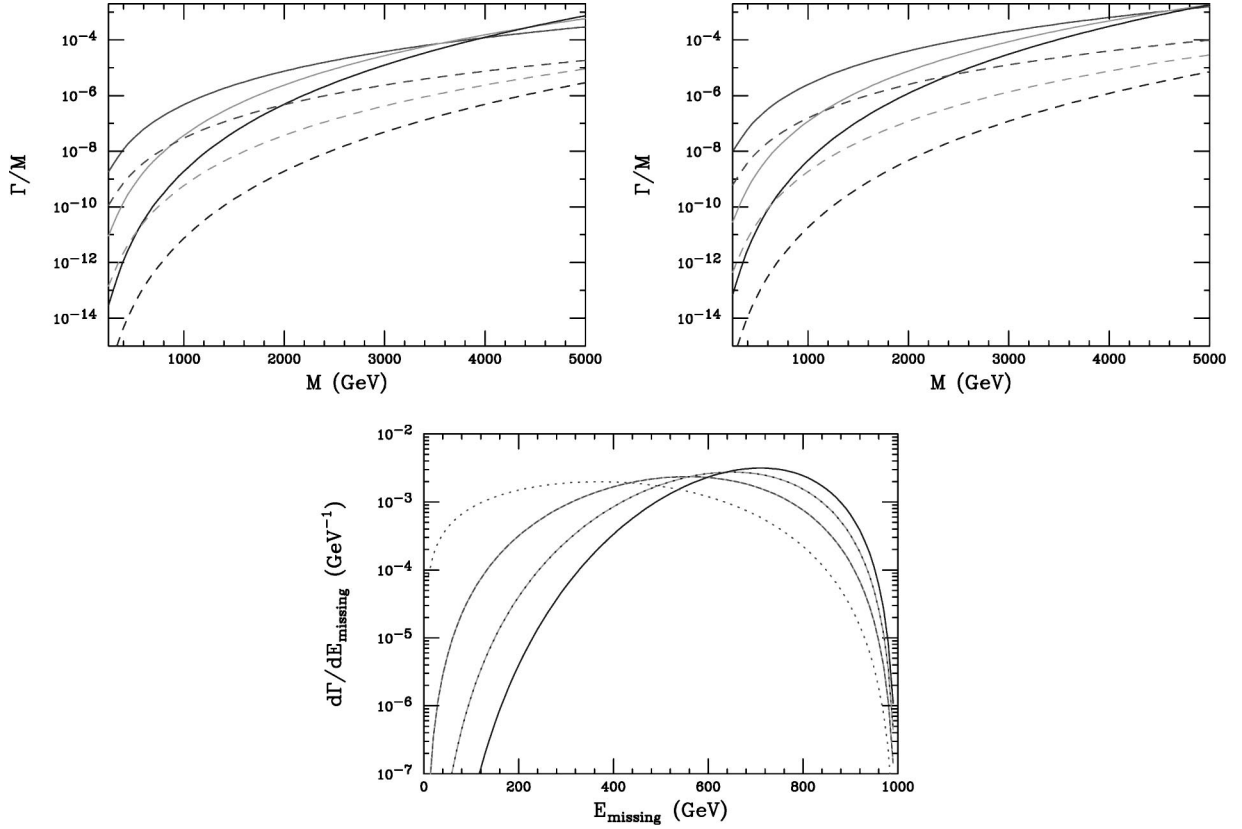 10⁻⁴
10⁻⁶
10⁻⁸
10⁻¹⁰
10⁻¹²
10⁻¹⁴
Γ/M
1000 2000 3000 4000 5000
M (GeV)
10⁻⁴
10⁻⁶
10⁻⁸
10⁻¹⁰
10⁻¹²
10⁻¹⁴
Γ/M
1000 2000 3000 4000 5000
M (GeV)
10⁻²
10⁻³
10⁻⁴
10⁻⁵
10⁻⁶
10⁻⁷
dΓ/dE_missing (GeV⁻¹)
0 200 400 600 800 1000
E_missing (GeV)